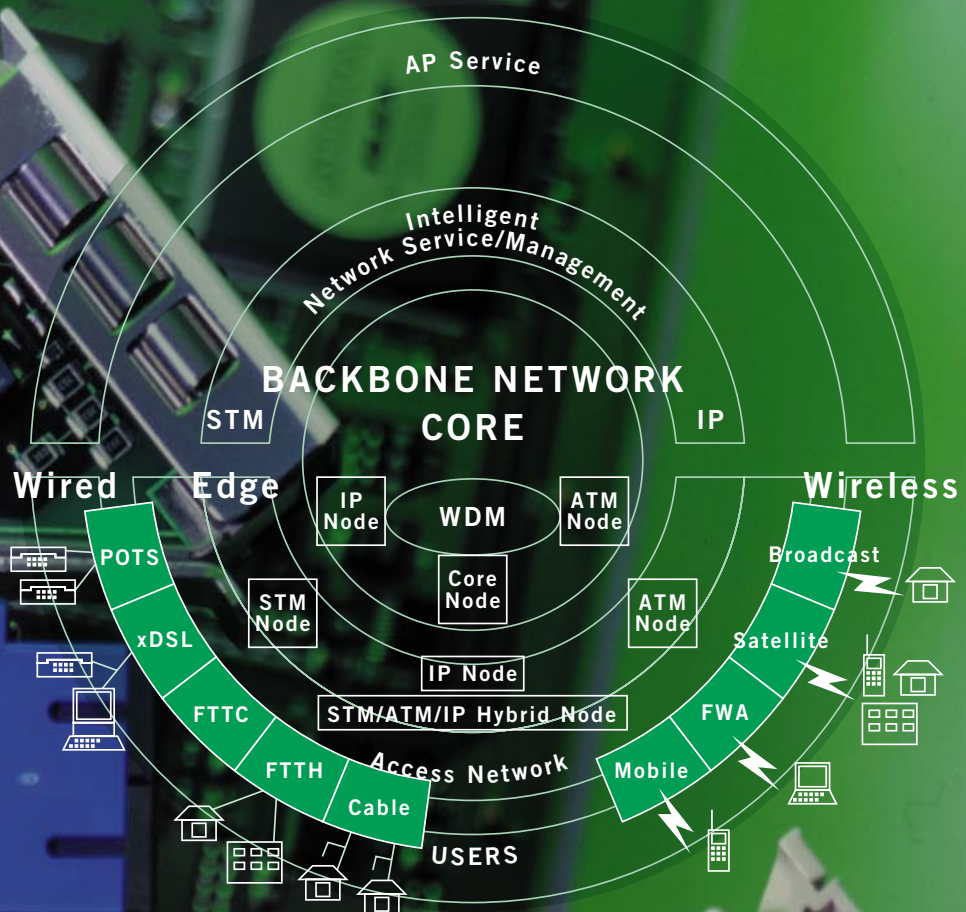 AP Service
Intelligent
Network Service/Management
BACKBONE NETWORK
CORE
STM
IP
Wired
Edge
Wireless
IP
Node
WDM
ATM
Node
Core
Node
STM
Node
ATM
Node
IP Node
STM/ATM/IP Hybrid Node
Access Network
POTS
xDSL
FTTC
FTTH
Cable
Broadcast
Satellite
FWA
Mobile
USERS